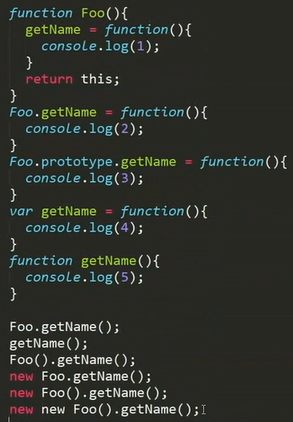 function Foo(){
  getName = function(){
    console.log(1);
  }
  return this;
}
Foo.getName = function(){
  console.log(2);
}
Foo.prototype.getName = function(){
  console.log(3);
}
var getName = function(){
  console.log(4);
}
function getName(){
  console.log(5);
}

Foo.getName();
getName();
Foo().getName();
new Foo.getName();
new Foo().getName();
new new Foo().getName();